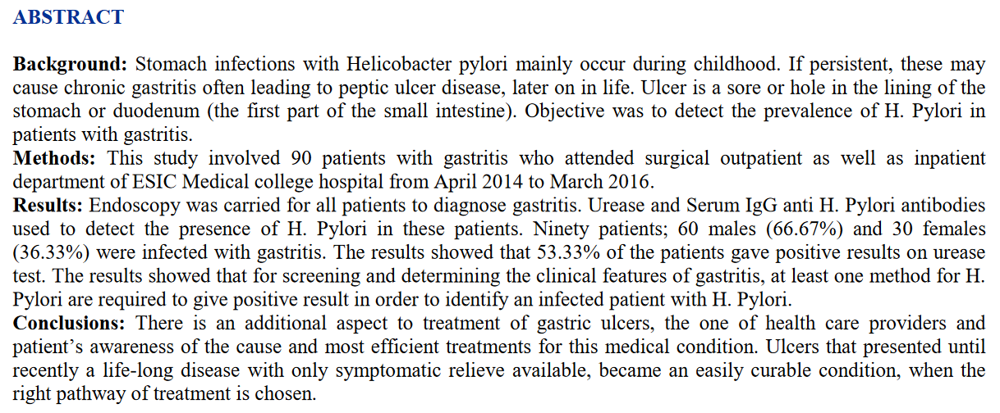 ABSTRACT
Background: Stomach infections with Helicobacter pylori mainly occur during childhood. If persistent, these may
cause chronic gastritis often leading to peptic ulcer disease, later on in life. Ulcer is a sore or hole in the lining of the
stomach or duodenum (the first part of the small intestine). Objective was to detect the prevalence of H. Pylori in
patients with gastritis.
Methods: This study involved 90 patients with gastritis who attended surgical outpatient as well as inpatient
department of ESIC Medical college hospital from April 2014 to March 2016.
Results: Endoscopy was carried for all patients to diagnose gastritis. Urease and Serum IgG anti H. Pylori antibodies
used to detect the presence of H. Pylori in these patients. Ninety patients; 60 males (66.67%) and 30 females
(36.33%) were infected with gastritis. The results showed that 53.33% of the patients gave positive results on urease
test. The results showed that for screening and determining the clinical features of gastritis, at least one method for H.
Pylori are required to give positive result in order to identify an infected patient with H. Pylori.
Conclusions: There is an additional aspect to treatment of gastric ulcers, the one of health care providers and
patient’s awareness of the cause and most efficient treatments for this medical condition. Ulcers that presented until
recently a life-long disease with only symptomatic relieve available, became an easily curable condition, when the
right pathway of treatment is chosen.